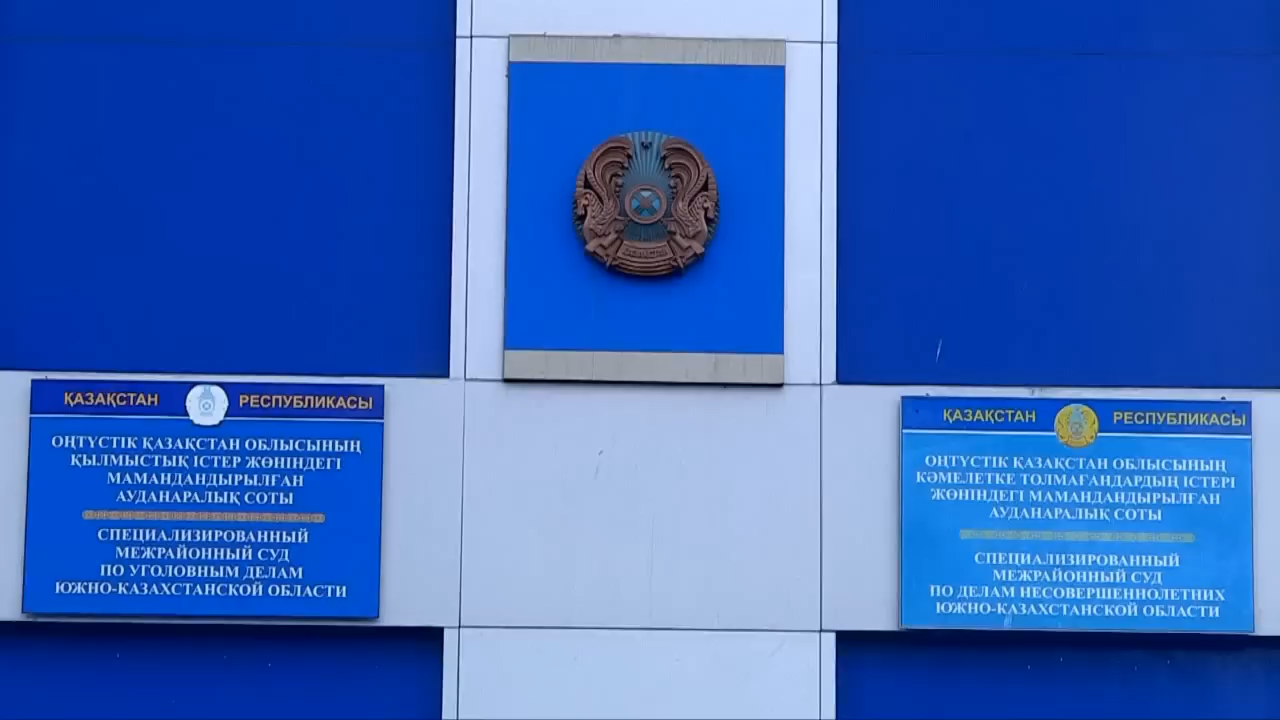 ҚАЗАҚСТАН РЕСПУБЛИКАСЫ
ОҢТҮСТІК ҚАЗАҚСТАН ОБЛЫСЫНЫҢ
ҚЫЛМЫСТЫҚ ІСТЕР ЖӨНІНДЕГІ
МАМАНДАНДЫРЫЛҒАН
АУДАНАРАЛЫҚ СОТЫ
СПЕЦИАЛИЗИРОВАННЫЙ
МЕЖРАЙОННЫЙ СУД
ПО УГОЛОВНЫМ ДЕЛАМ
ЮЖНО-КАЗАХСТАНСКОЙ ОБЛАСТИ
ҚАЗАҚСТАН РЕСПУБЛИКАСЫ
ОҢТҮСТІК ҚАЗАҚСТАН ОБЛЫСЫНЫҢ
КӘМЕЛЕТКЕ ТОЛМАҒАНДАРДЫҢ ІСТЕРІ
ЖӨНІНДЕГІ МАМАНДАНДЫРЫЛҒАН
АУДАНАРАЛЫҚ СОТЫ
СПЕЦИАЛИЗИРОВАННЫЙ
МЕЖРАЙОННЫЙ СУД
ПО ДЕЛАМ НЕСОВЕРШЕННОЛЕТНИХ
ЮЖНО-КАЗАХСТАНСКОЙ ОБЛАСТИ